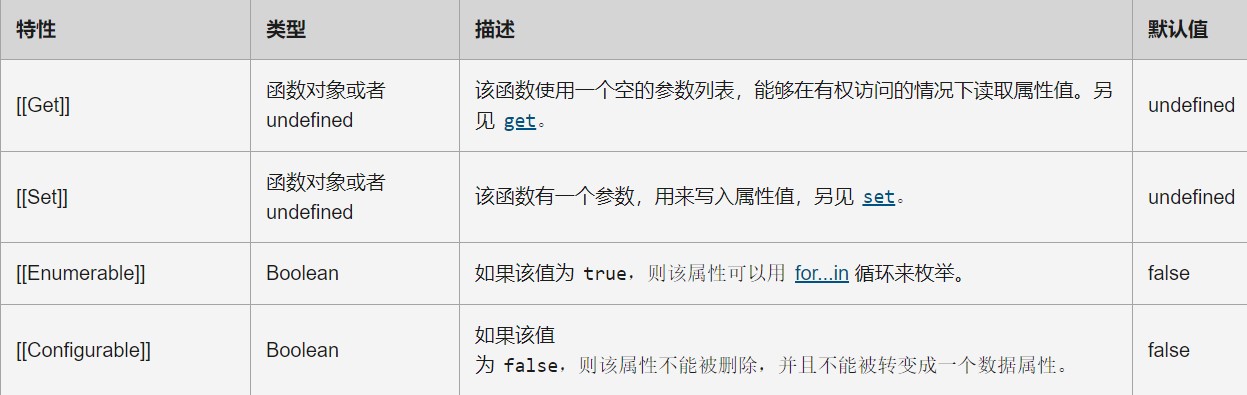 特性 类型 描述 默认值
[[Get]] 函数对象或者 undefined 该函数使用一个空的参数列表，能够在有权访问的情况下读取属性值。另 见 get。 undefined
[[Set]] 函数对象或者 undefined 该函数有一个参数，用来写入属性值，另见 set。 undefined
[[Enumerable]] Boolean 如果该值为 true，则该属性可以用 for...in 循环来枚举。 false
[[Configurable]] Boolean 如果该值 为 false，则该属性不能被删除，并且不能被转变成一个数据属性。 false